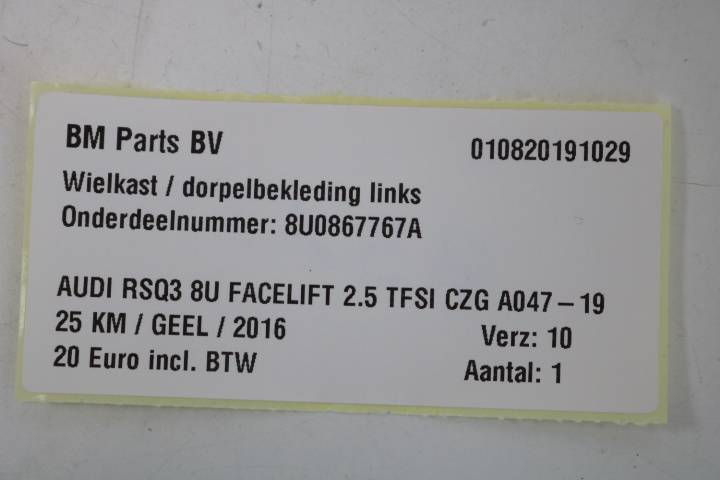 BM Parts BV 010820191029
Wielkast / dorpelbekleding links
Onderdeelnummer: 8U0867767A
AUDI RSQ3 8U FACELIFT 2.5 TFSI CZG A047-19
25 KM / GEEL / 2016 Verz: 10
20 Euro incl. BTW Aantal: 1